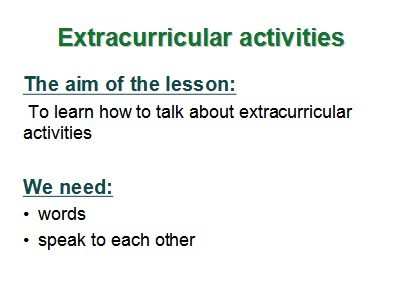 Extracurricular activities
The aim of the lesson:
To learn how to talk about extracurricular
activities
We need:
• words
• speak to each other